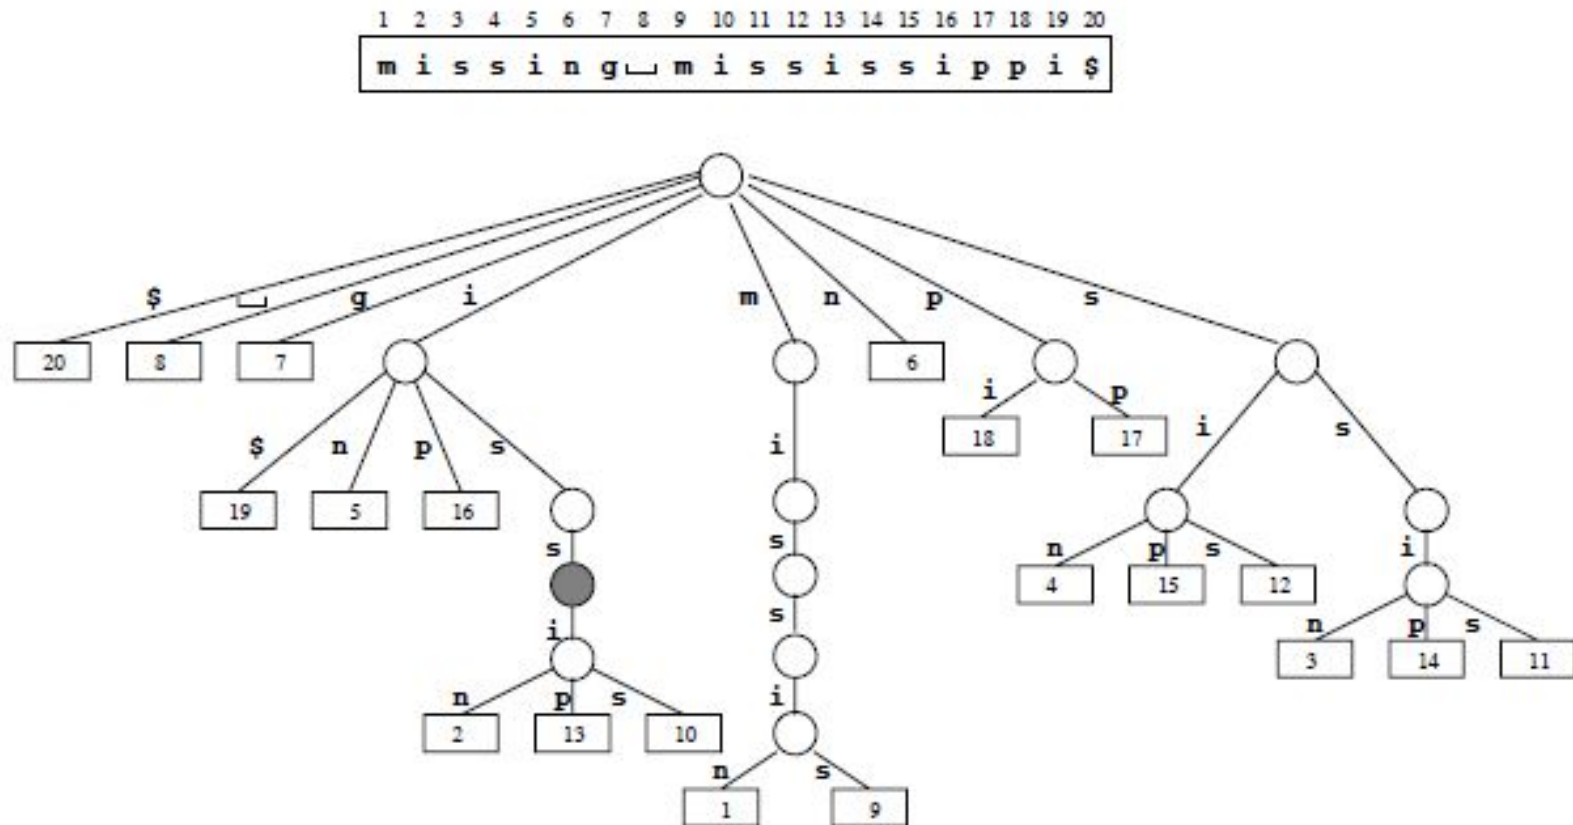 1 2 3 4 5 6 7 8 9 10 11 12 13 14 15 16 17 18 19 20
m i s s i n g ␣ m i s s i s s i p p i $
$ ␣ g i m n p s
20 8 7 6
i p
18 17
i i s
$ n p s
19 5 16
s s i
n p s
4 15 12
i s n p s
3 14 11
n p s i
2 13 10
n s
1 9